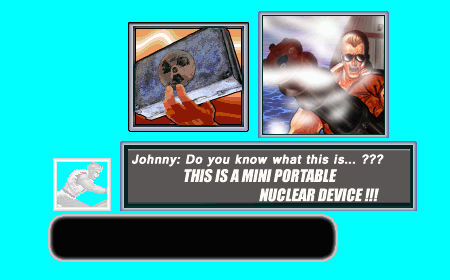 Johnny: Do you know what this is... ???
THIS IS A MINI PORTABLE
NUCLEAR DEVICE !!!